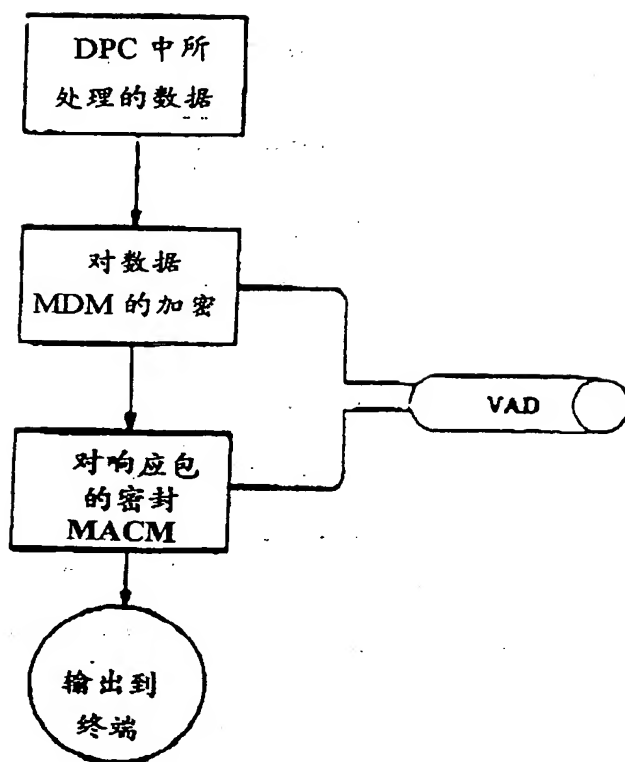 DPC 中所
处理的数据
对数据
MDM 的加密
VAD
对响应包
的密封
MACM
输出到
终端